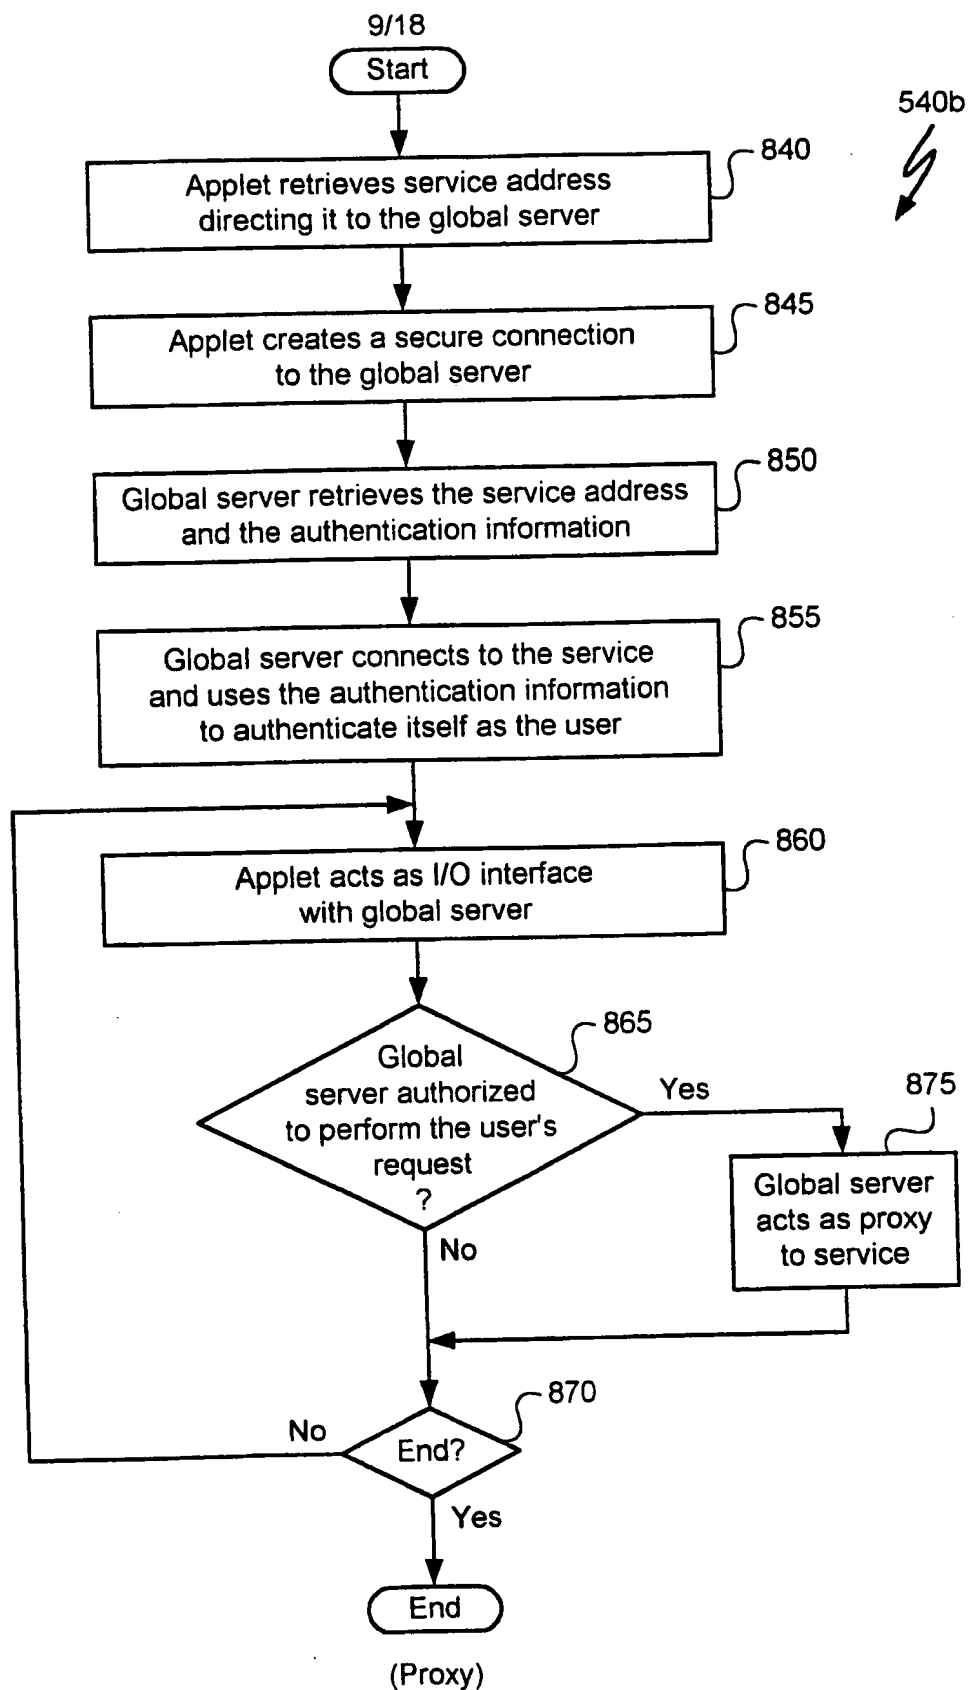 9/18
Start
540b
840
Applet retrieves service address
directing it to the global server
845
Applet creates a secure connection
to the global server
850
Global server retrieves the service address
and the authentication information
855
Global server connects to the service
and uses the authentication information
to authenticate itself as the user
860
Applet acts as I/O interface
with global server
865
Global
server authorized
to perform the user's
request
?
Yes
875
Global server
acts as proxy
to service
No
870
No
End?
Yes
End
(Proxy)